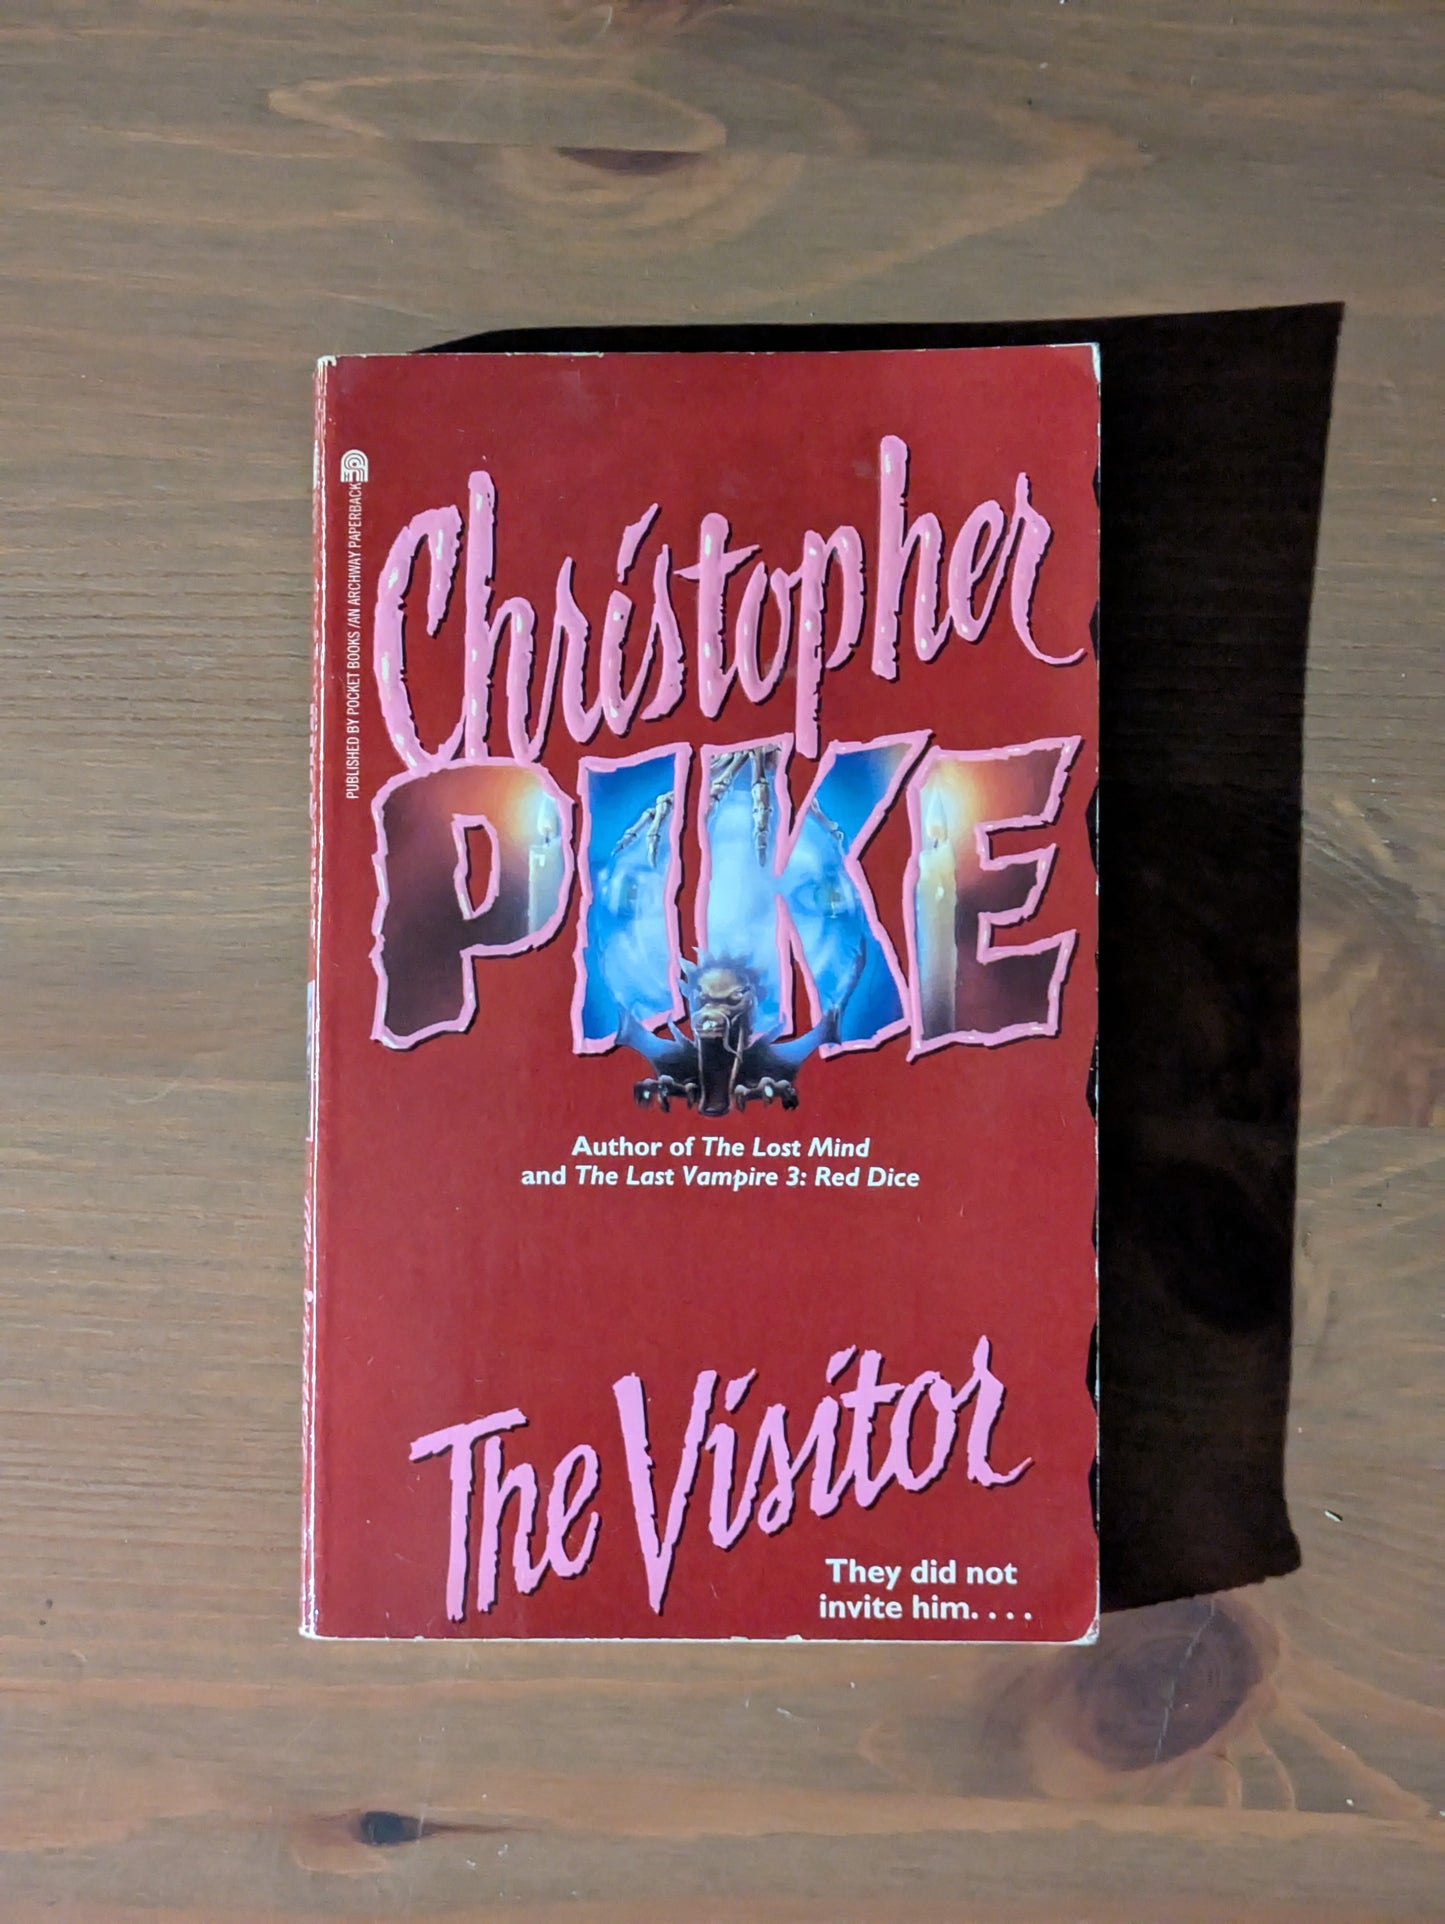 PUBLISHED BY POCKET BOOKS/AN ARCHWAY PAPERBACK
Christopher
PIKE
Author of The Lost Mind
and The Last Vampire 3: Red Dice
The Visitor
They did not
invite him. . . .